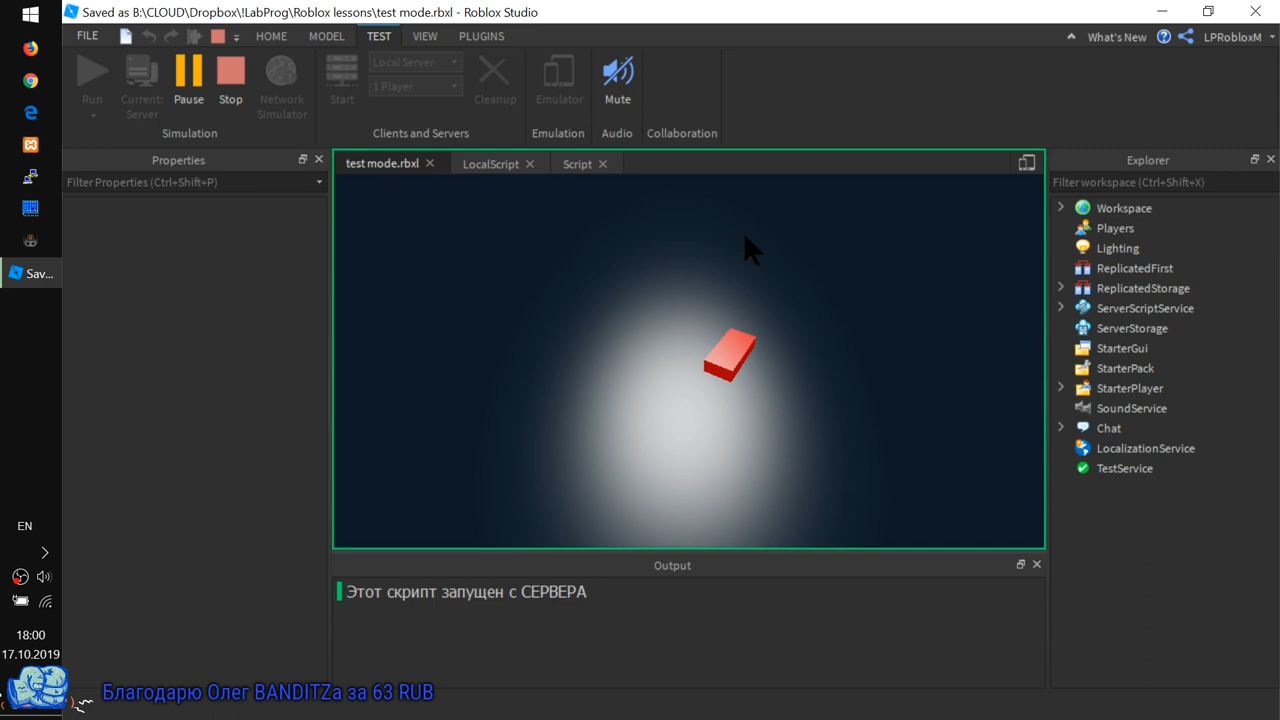 Saved as B:\CLOUD\Dropbox\!LabProg\Roblox lessons\test mode.rbxl - Roblox Studio
FILE HOME MODEL TEST VIEW PLUGINS What's New LPRobloxM
Run Current: Server Pause Stop Network Simulator Start Local Server 1 Player Cleanup Emulator Mute
Simulation Clients and Servers Emulation Audio Collaboration
Properties
Filter Properties (Ctrl+Shift+P)
test mode.rbxl LocalScript Script
Explorer
Filter workspace (Ctrl+Shift+X)
Workspace
Players
Lighting
ReplicatedFirst
ReplicatedStorage
ServerScriptService
ServerStorage
StarterGui
StarterPack
StarterPlayer
SoundService
Chat
LocalizationService
TestService
Output
Этот скрипт запущен с СЕРВЕРА
Sav...
EN
18:00
17.10.2019
Благодарю Олег BANDITZa за 63 RUB